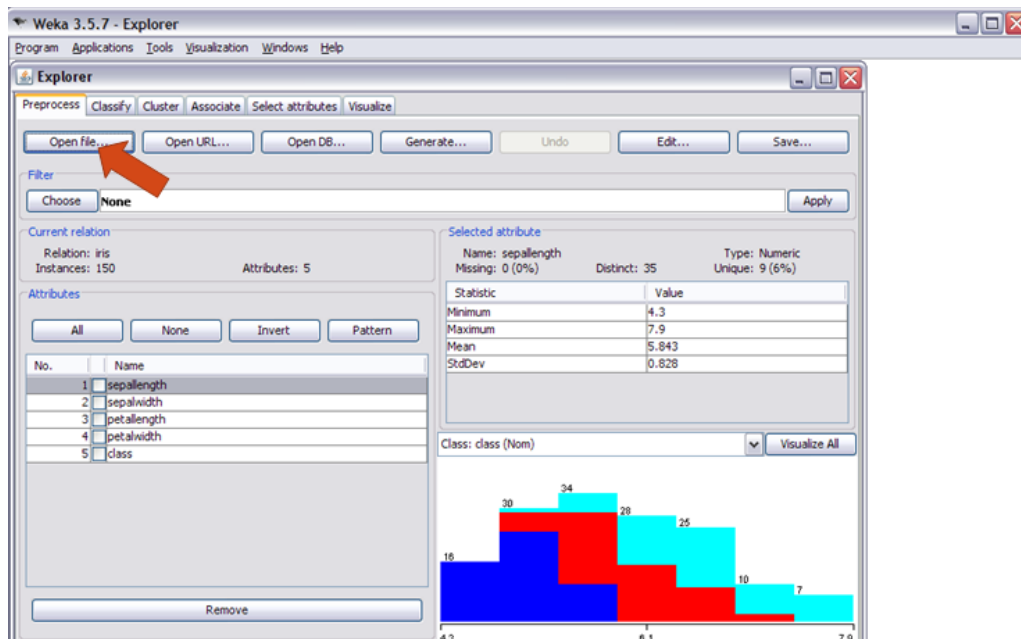 Weka 3.5.7 - Explorer
Program Applications Tools Visualization Windows Help
Explorer
Preprocess Classify Cluster Associate Select attributes Visualize
Open file... Open URL... Open DB... Generate... Undo Edit... Save...
Filter
Choose None Apply
Current relation
Relation: iris
Instances: 150 Attributes: 5
Attributes
All None Invert Pattern
No. Name
1 sepallength
2 sepalwidth
3 petallength
4 petalwidth
5 class
Remove
Selected attribute
Name: sepallength Type: Numeric
Missing: 0 (0%) Distinct: 35 Unique: 9 (6%)
Statistic Value
Minimum 4.3
Maximum 7.9
Mean 5.843
StdDev 0.828
Class: class (Nom) Visualize All
16 30 34 28 25 10 7
6.1 7.9